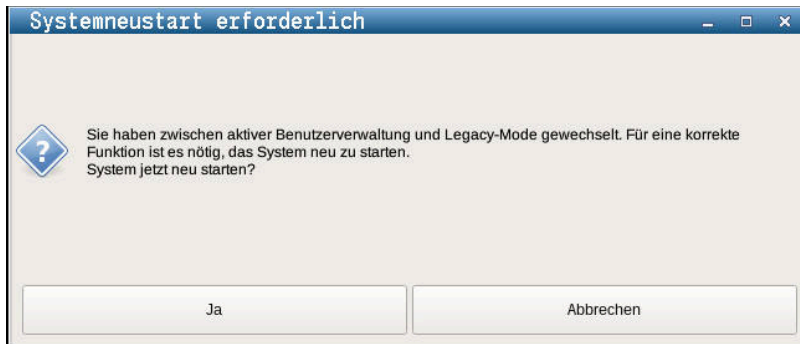 Systemneustart erforderlich
Sie haben zwischen aktiver Benutzerverwaltung und Legacy-Mode gewechselt. Für eine korrekte
Funktion ist es nötig, das System neu zu starten.
System jetzt neu starten?
Ja
Abbrechen